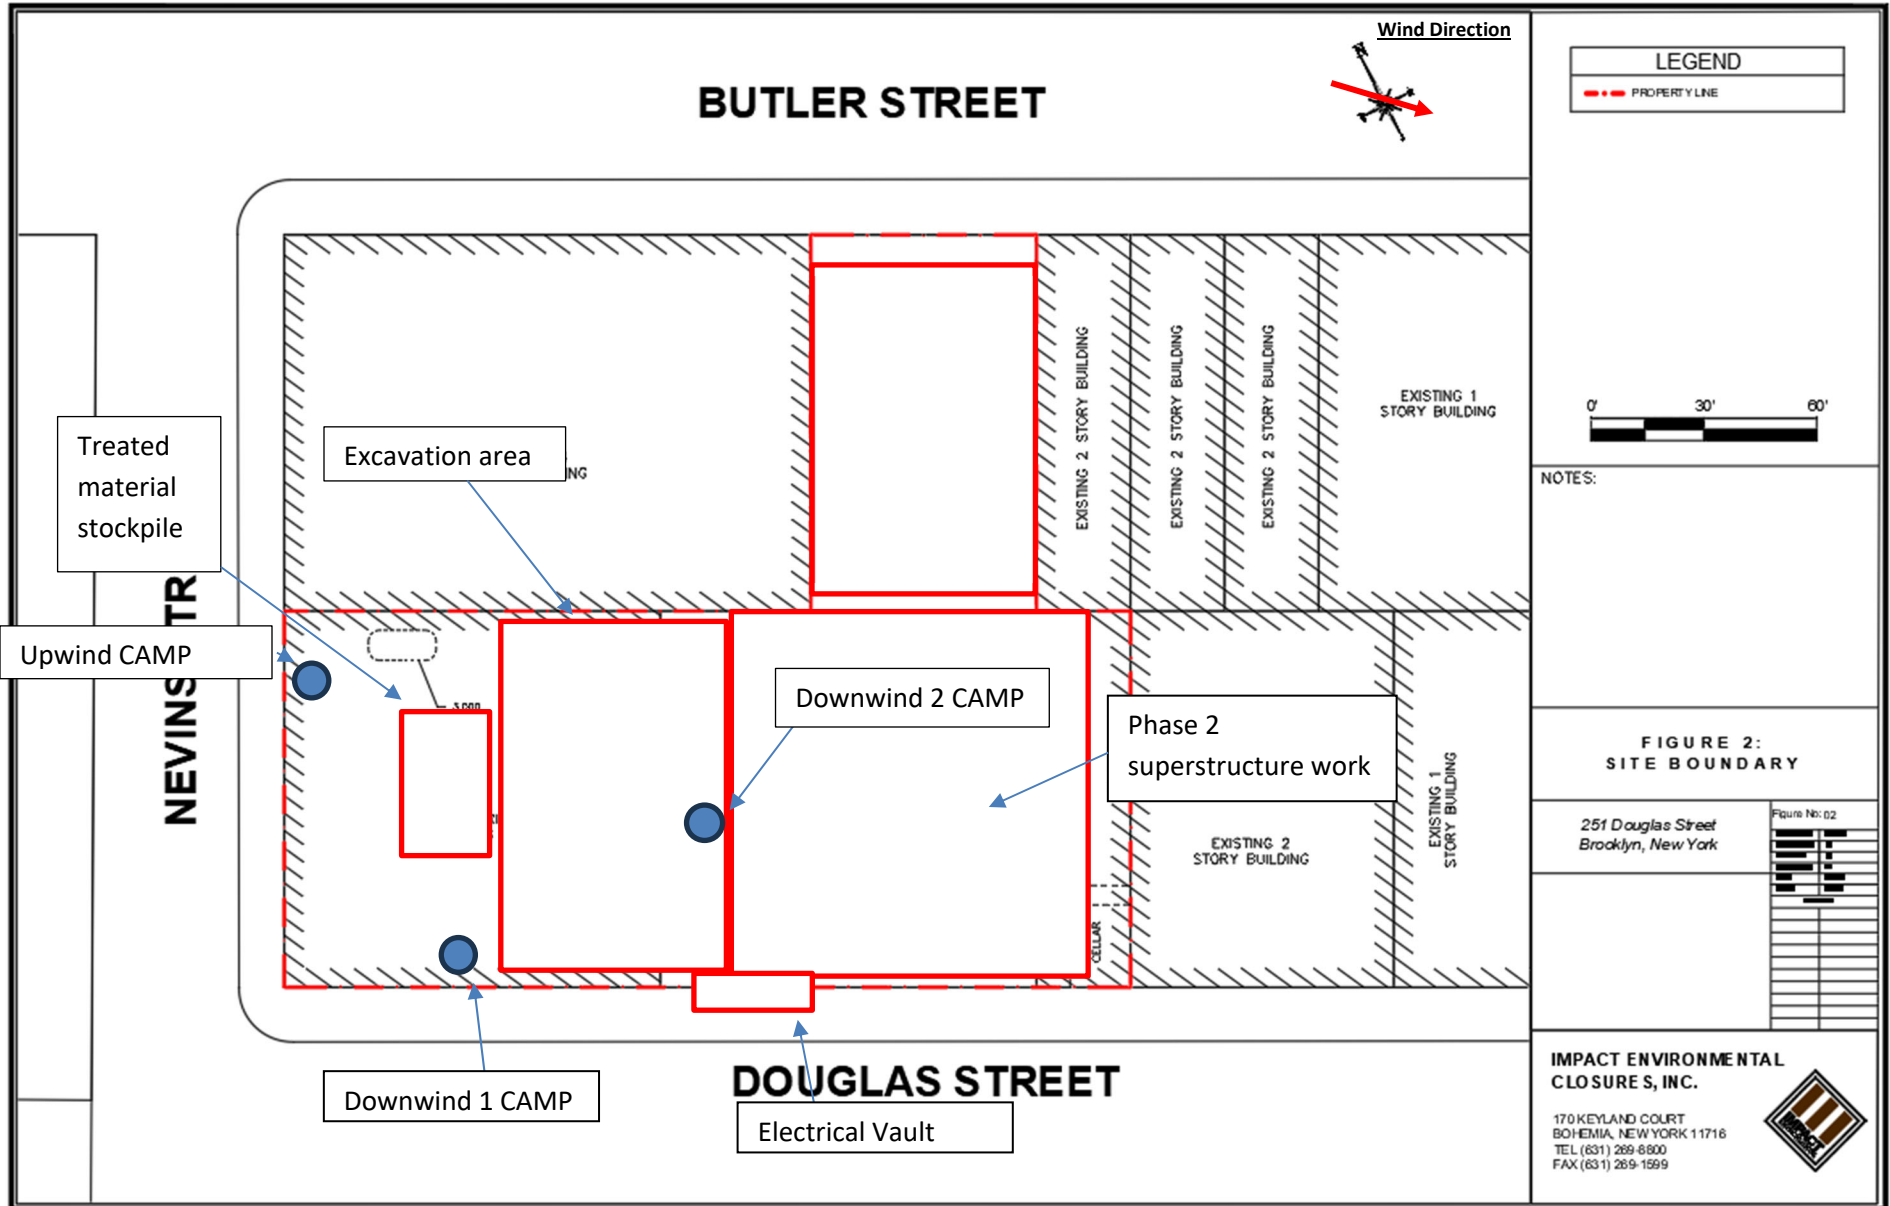 Wind Direction
N
BUTLER STREET
LEGEND
PROPERTY LINE
0' 30' 60'
NOTES:
EXISTING 2 STORY BUILDING
EXISTING 2 STORY BUILDING
EXISTING 2 STORY BUILDING
EXISTING 1
STORY BUILDING
Treated
material
stockpile
Excavation area
NG
Upwind CAMP
NEVINS TR
Downwind 2 CAMP
Phase 2
superstructure work
EXISTING 2
STORY BUILDING
EXISTING 1
STORY BUILDING
CELLAR
Downwind 1 CAMP
DOUGLAS STREET
Electrical Vault
FIGURE 2:
SITE BOUNDARY
251 Douglas Street
Brooklyn, New York
Figure No: 02
IMPACT ENVIRONMENTAL
CLOSURES, INC.
170 KEYLAND COURT
BOHEMIA, NEW YORK 11716
TEL (631) 269-8800
FAX (631) 269-1599